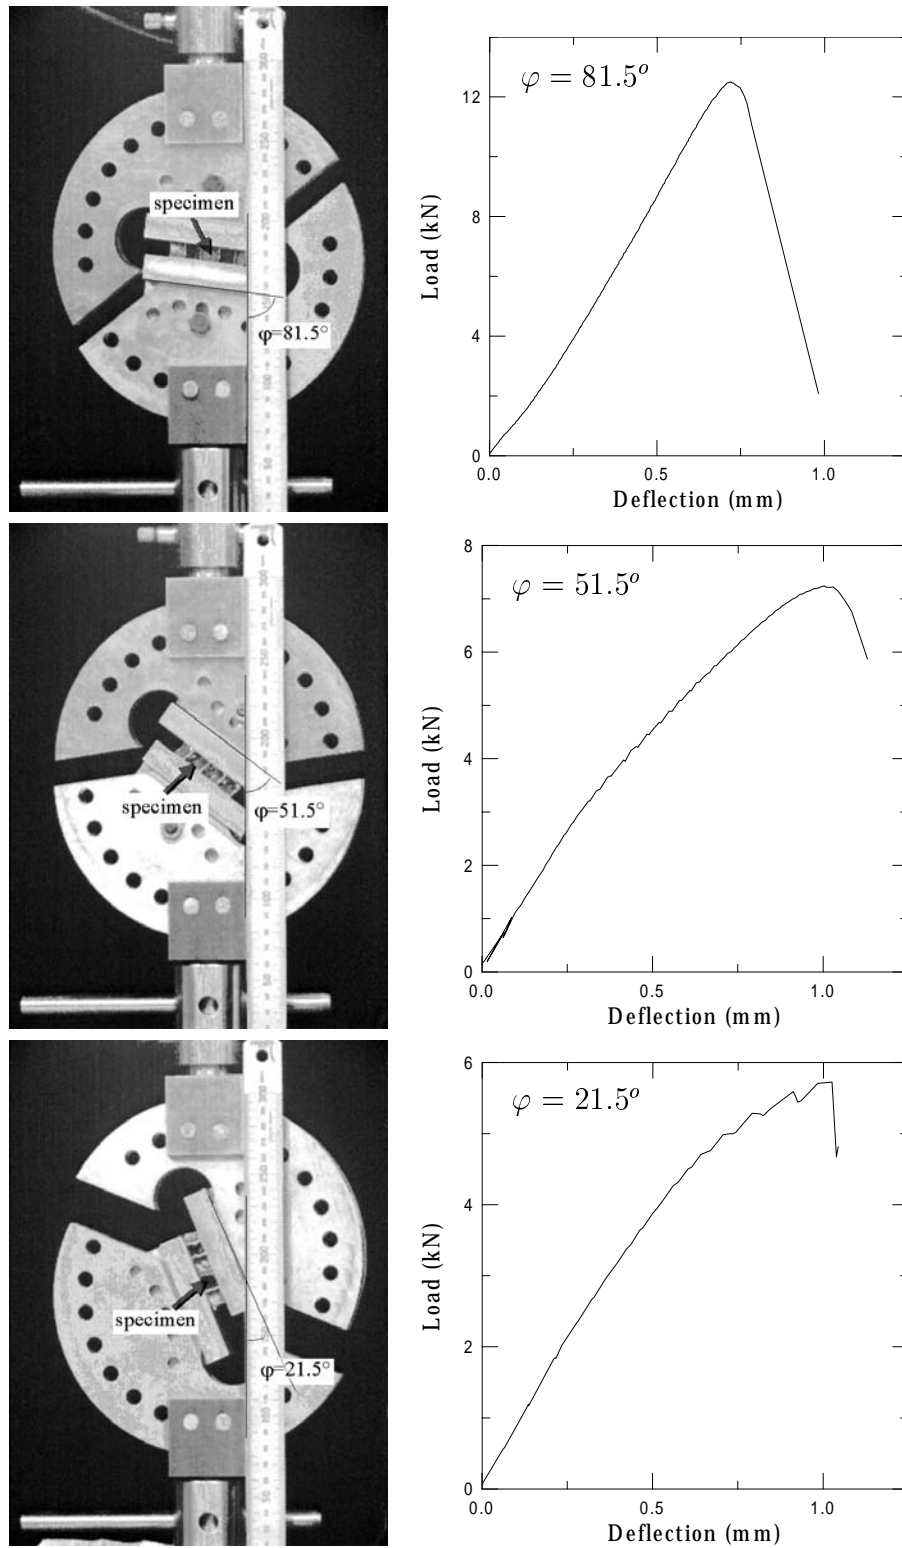 specimen
φ=81.5°
φ = 81.5°
12
8
4
0
0.0 0.5 1.0
Load (kN)
Deflection (mm)
specimen
φ=51.5°
φ = 51.5°
8
6
4
2
0
0.0 0.5 1.0
Load (kN)
Deflection (mm)
specimen
φ=21.5°
φ = 21.5°
6
4
2
0
0.0 0.5 1.0
Load (kN)
Deflection (mm)